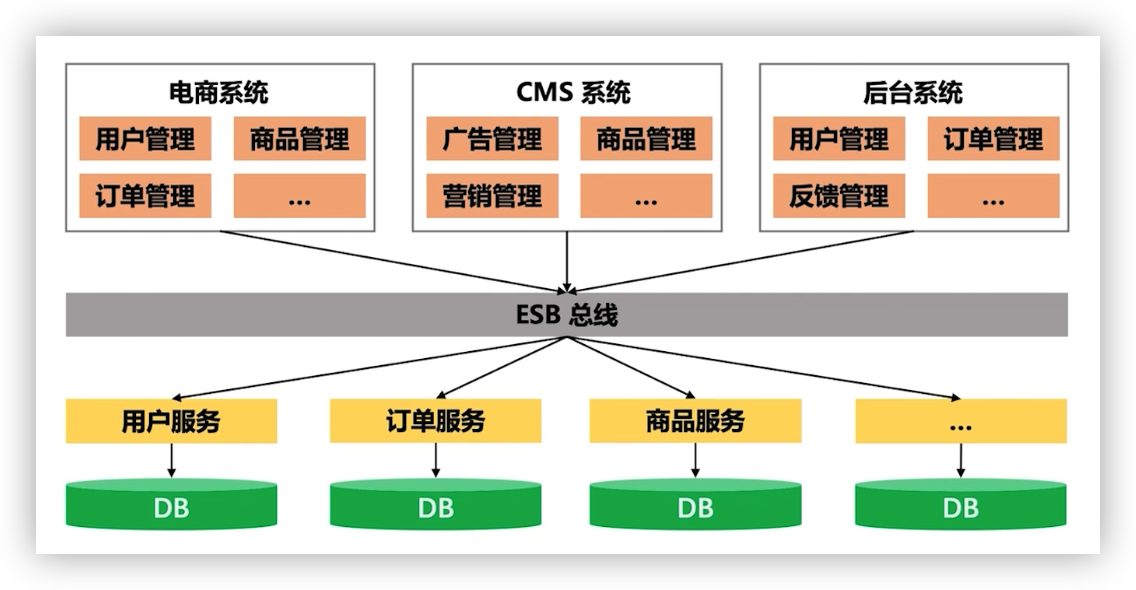 电商系统
用户管理 商品管理
订单管理 ...
CMS 系统
广告管理 商品管理
营销管理 ...
后台系统
用户管理 订单管理
反馈管理 ...
ESB 总线
用户服务 订单服务 商品服务 ...
DB DB DB DB